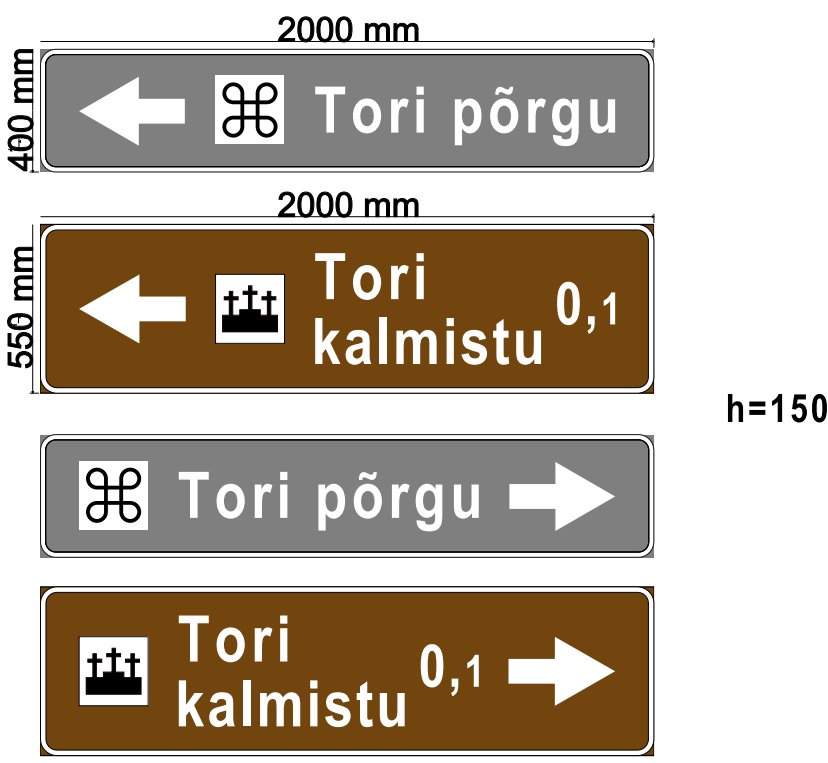 2000 mm
400 mm
Tori põrgu
2000 mm
550 mm
Tori
kalmistu
0,1
h=150
Tori põrgu
Tori
kalmistu
0,1